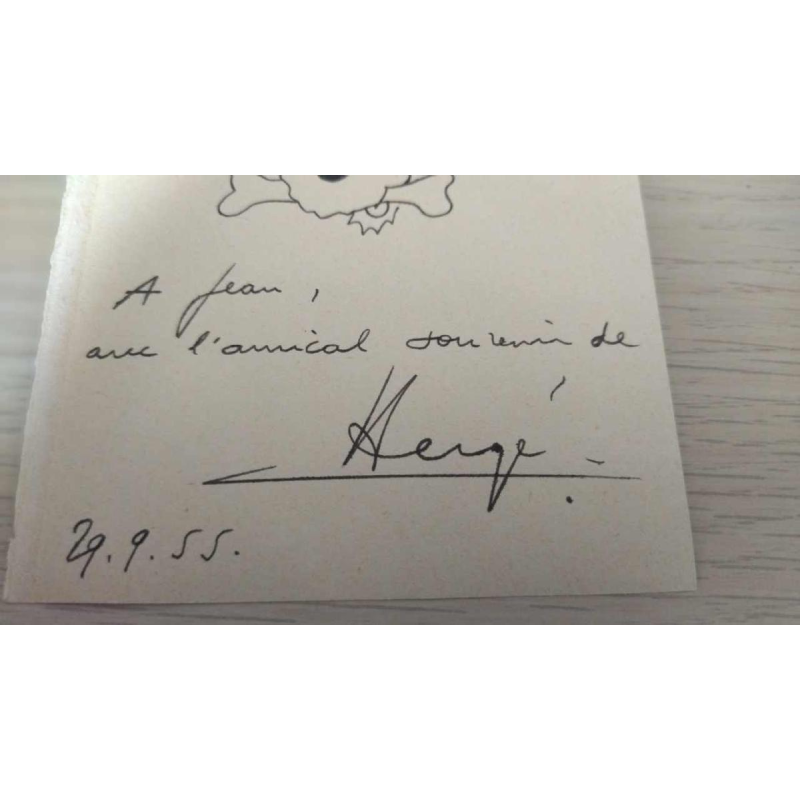 A Jean,
avec l'amical souvenir de
Hergé.
29.9.55.